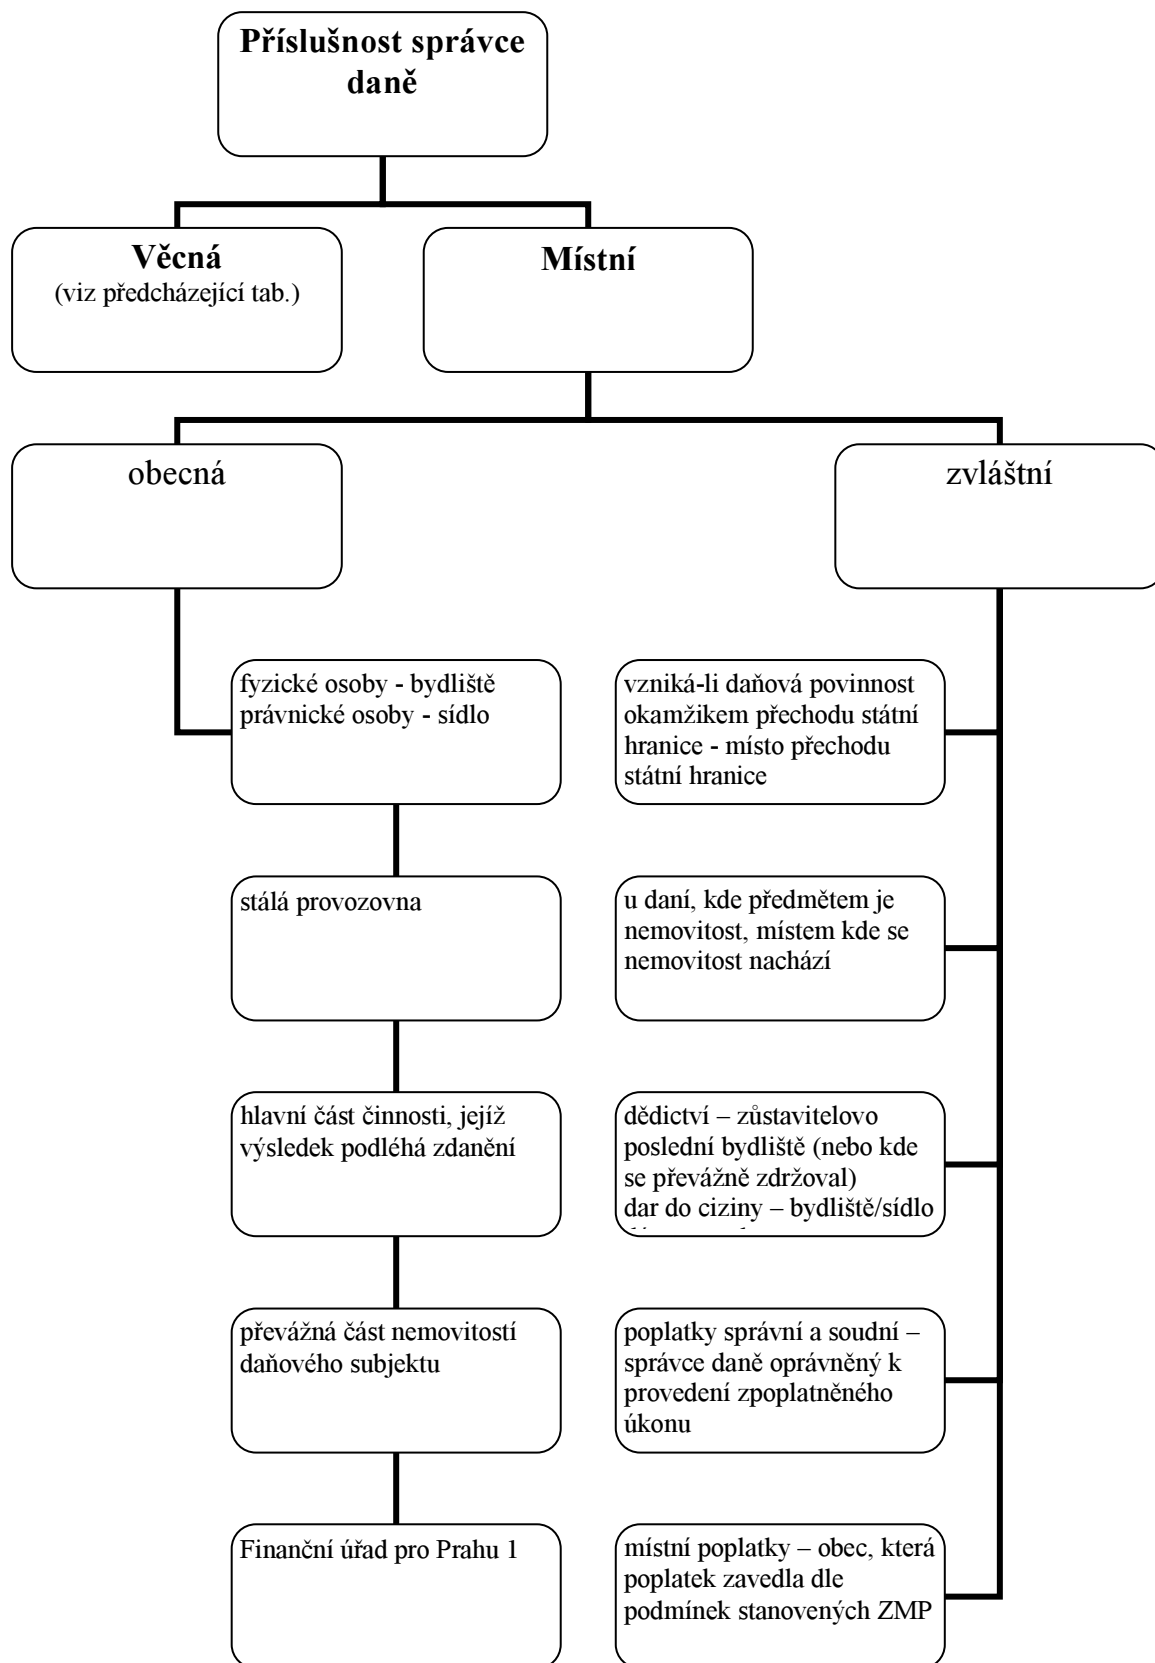 Příslušnost správce
daně
Věcná
(viz předcházející tab.)
Místní
obecná
zvláštní
fyzické osoby - bydliště
právnické osoby - sídlo
vzniká-li daňová povinnost
okamžikem přechodu státní
hranice - místo přechodu
státní hranice
stálá provozovna
u daní, kde předmětem je
nemovitost, místem kde se
nemovitost nachází
hlavní část činnosti, jejíž
výsledek podléhá zdanění
dědictví – zůstavitelovo
poslední bydliště (nebo kde
se převážně zdržoval)
dar do ciziny – bydliště/sídlo
převážná část nemovitostí
daňového subjektu
poplatky správní a soudní –
správce daně oprávněný k
provedení zpoplatněného
úkonu
Finanční úřad pro Prahu 1
místní poplatky – obec, která
poplatek zavedla dle
podmínek stanovených ZMP